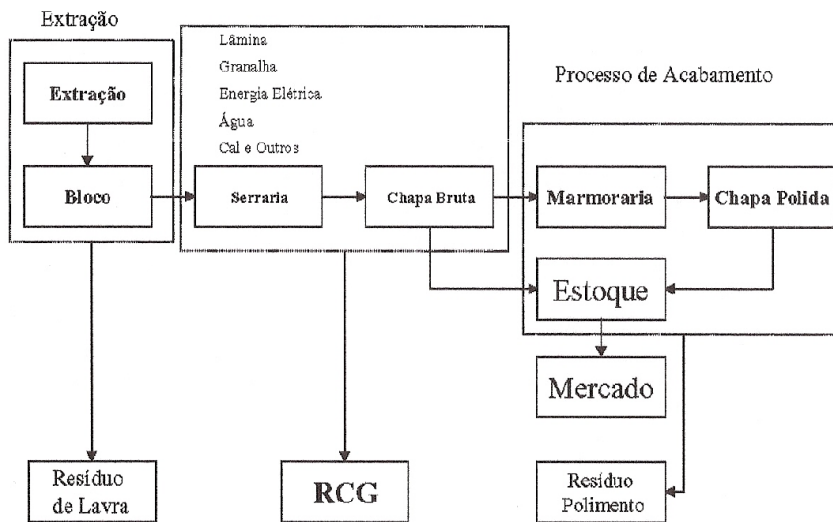 Extração
Lâmina
Granalha
Energia Elétrica
Água
Cal e Outros
Processo de Acabamento
Extração
Bloco
Serraria
Chapa Bruta
Marmoraria
Chapa Polida
Estoque
Mercado
Resíduo
de Lavra
RCG
Resíduo
Polimento